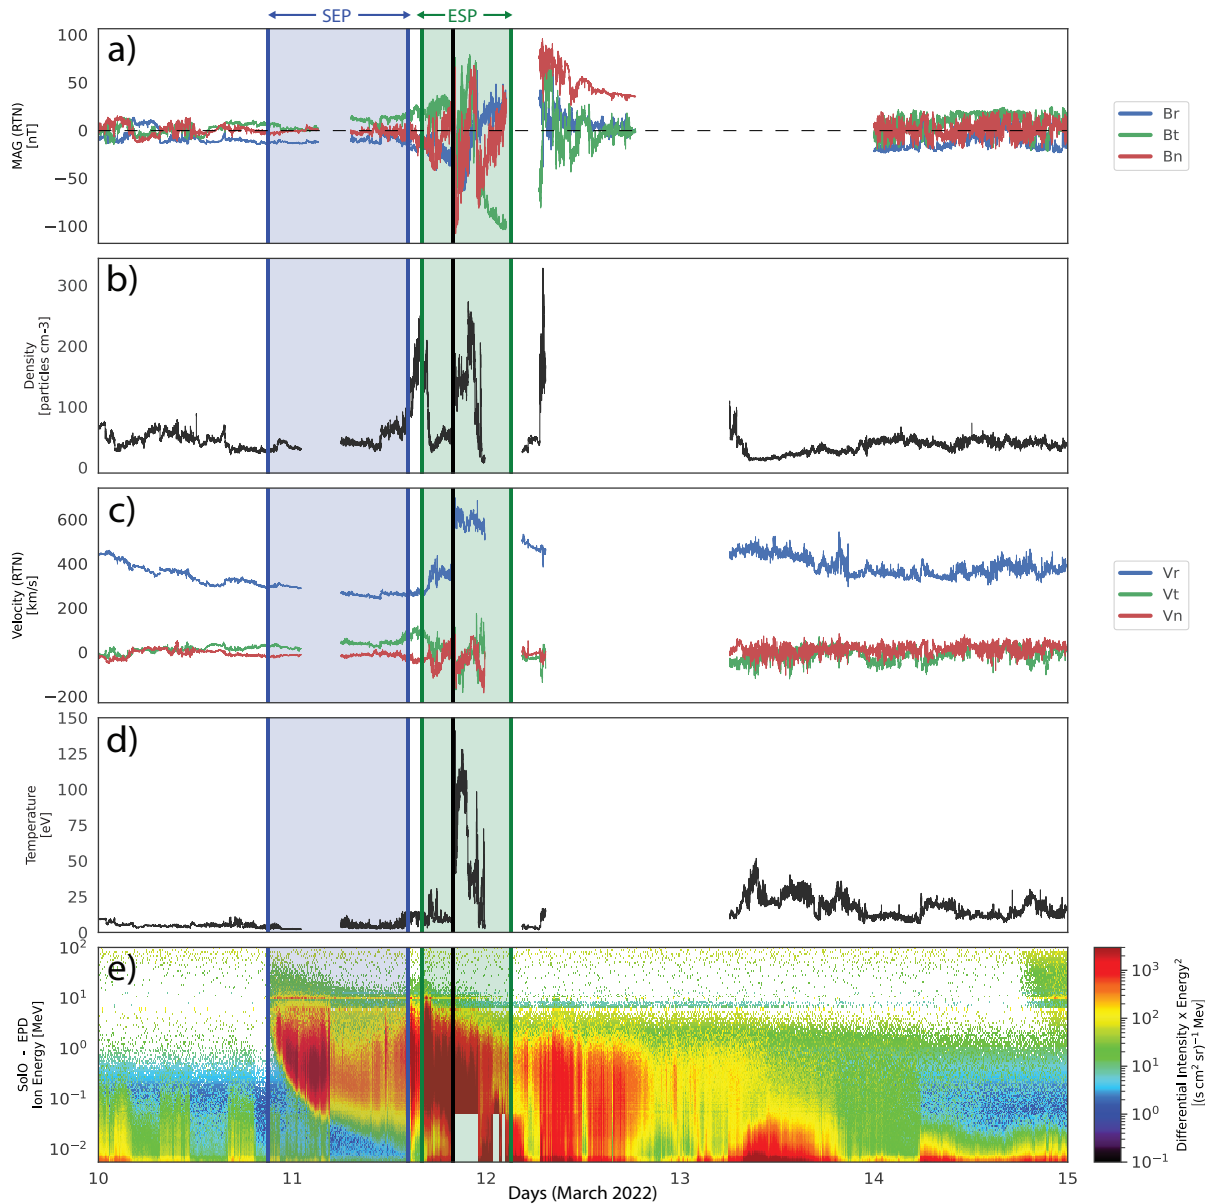 SEP ESP
a)
100
50
0
−50
−100
MAG (RTN)
[nT]
Br
Bt
Bn
b)
300
200
100
0
Density
[particles cm-3]
c)
600
400
200
0
−200
Velocity (RTN)
[km/s]
Vr
Vt
Vn
d)
150
125
100
75
50
25
0
Temperature
[eV]
e)
10²
10¹
10⁰
10⁻¹
10⁻²
SolO - EPD
Ion Energy [MeV]
10³
10²
10¹
10⁰
10⁻¹
Differential Intensity x Energy²
[(s cm² sr)⁻¹ Mev]
10 11 12 13 14 15
Days (March 2022)